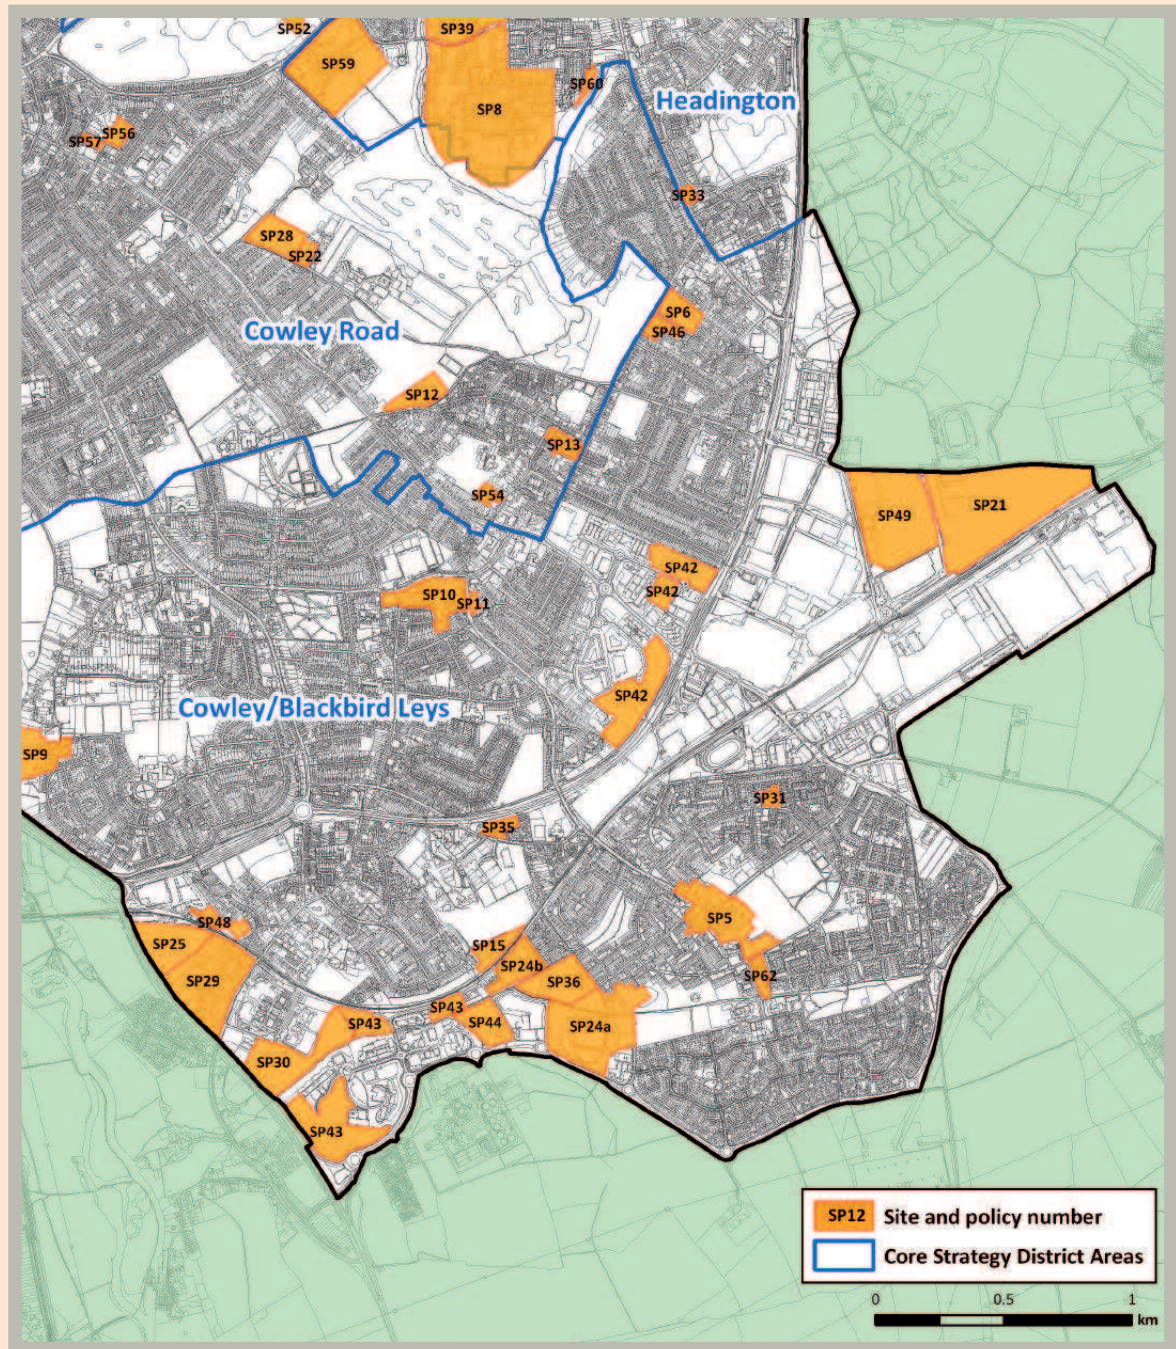 SP52
SP39
SP59
SP60
Headington
SP8
SP56
SP57
SP33
SP28
SP22
SP6
Cowley Road
SP46
SP12
SP13
SP54
SP49
SP21
SP42
SP42
SP10
SP11
SP42
Cowley/Blackbird Leys
SP9
SP31
SP35
SP5
SP48
SP25
SP15
SP24b
SP62
SP29
SP36
SP43
SP43
SP44
SP24a
SP30
SP43
SP12 Site and policy number
Core Strategy District Areas
0 0.5 1
km